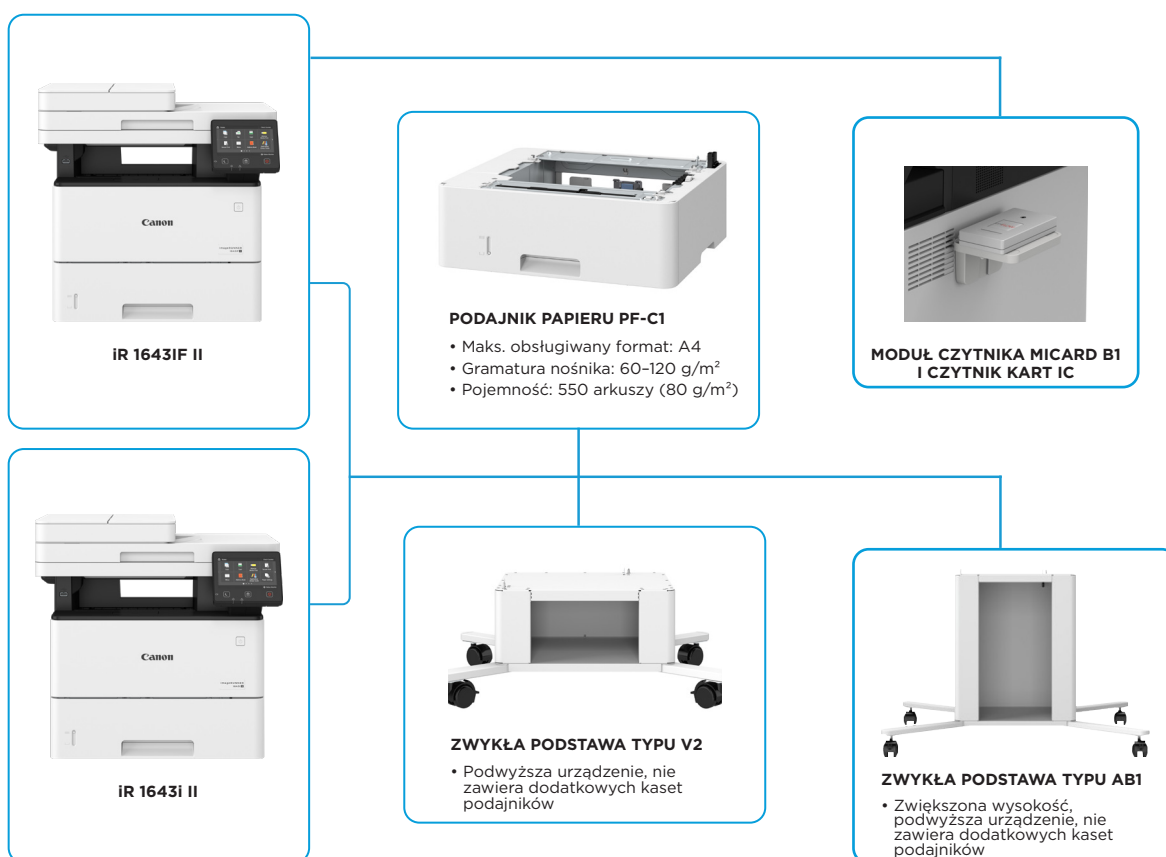 Canon
iR 1643IF II
PODAJNIK PAPIERU PF-C1
• Maks. obsługiwany format: A4
• Gramatura nośnika: 60–120 g/m²
• Pojemność: 550 arkuszy (80 g/m²)
MODUŁ CZYTNIKA MICARD B1
I CZYTNIK KART IC
Canon
iR 1643i II
ZWYKŁA PODSTAWA TYPU V2
• Podwyższa urządzenie, nie
zawiera dodatkowych kaset
podajników
ZWYKŁA PODSTAWA TYPU AB1
• Zwiększona wysokość,
podwyższa urządzenie, nie
zawiera dodatkowych kaset
podajników